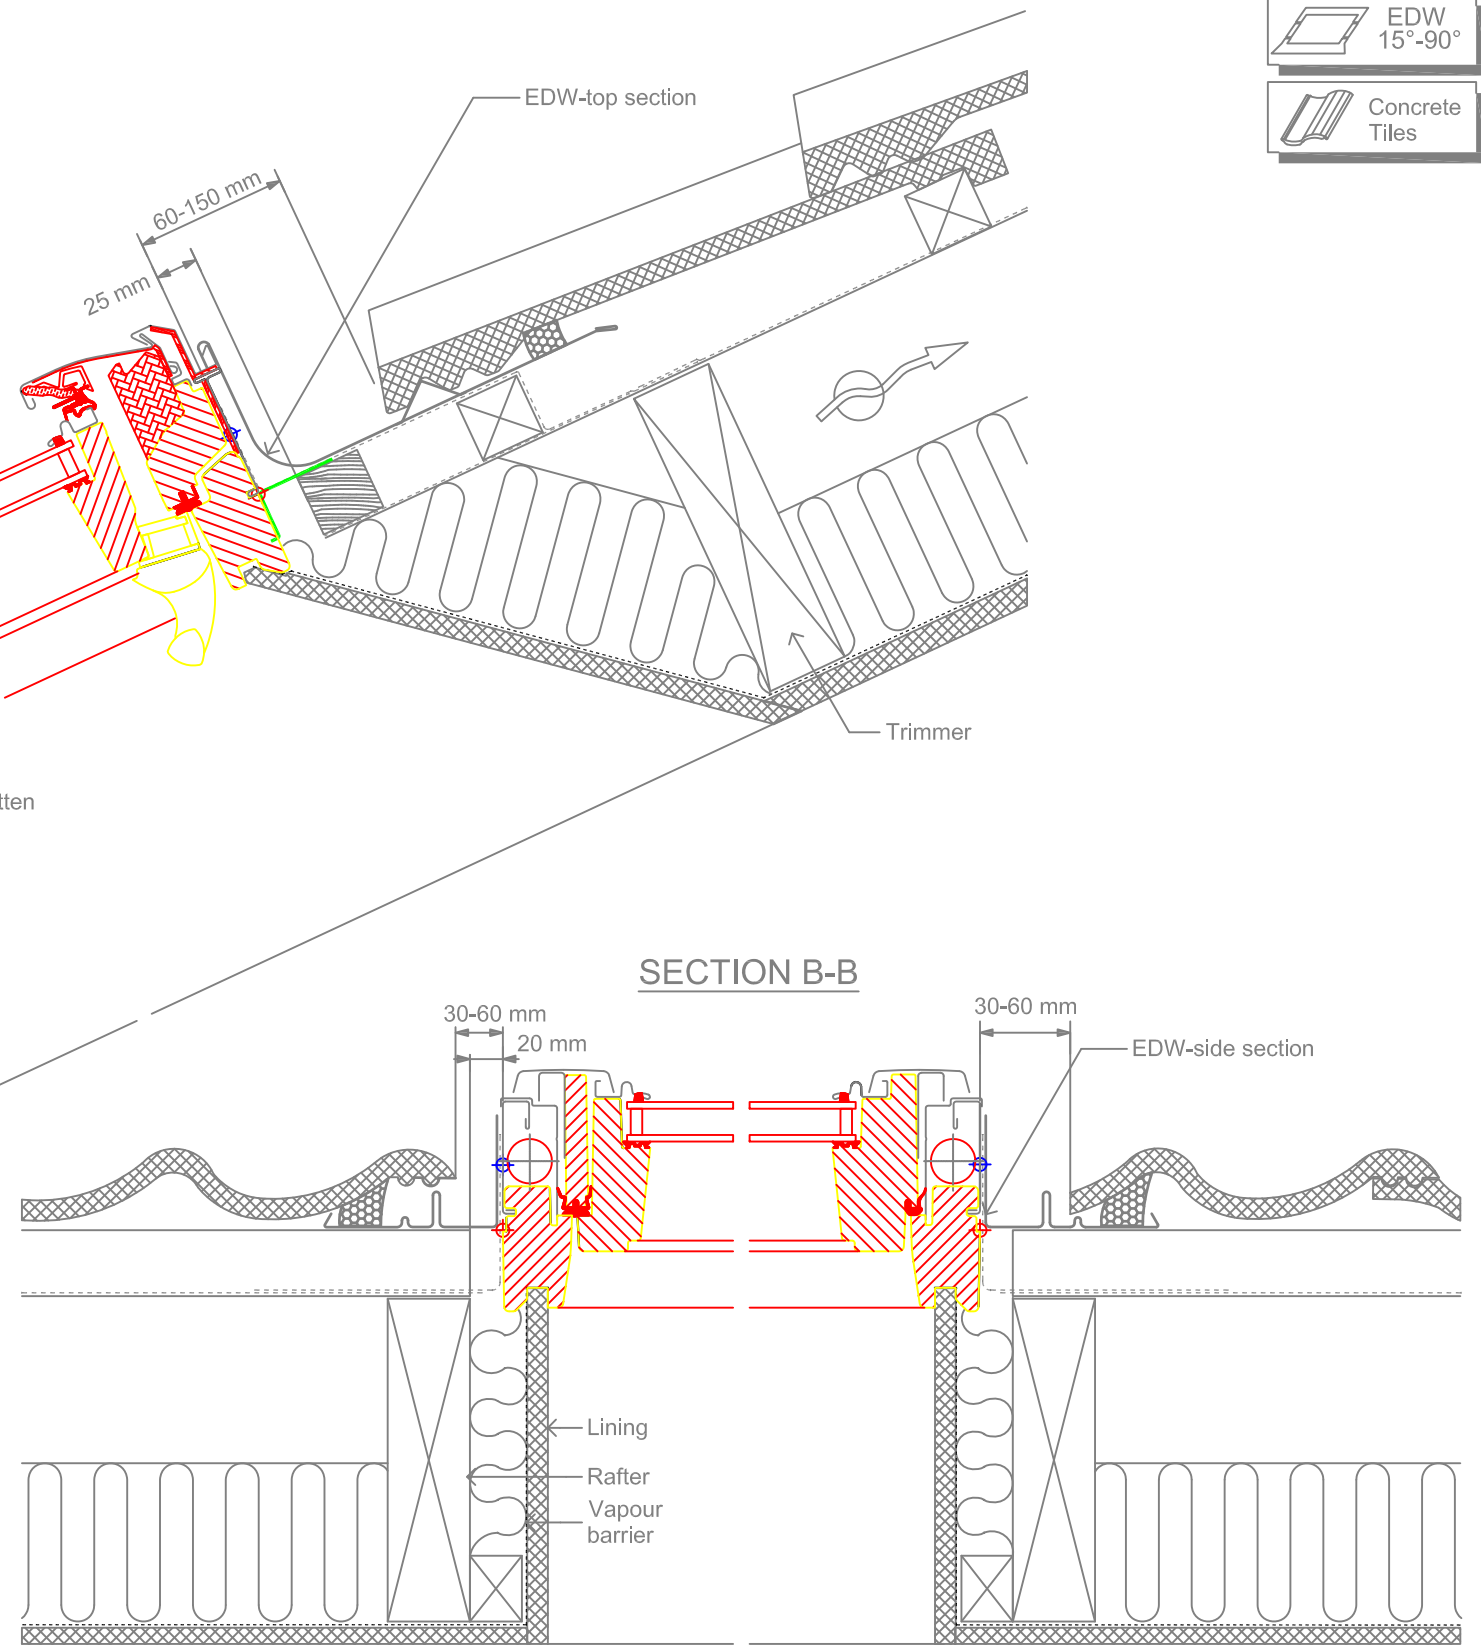 EDW
15°-90°
Concrete
Tiles
EDW-top section
60-150 mm
25 mm
Trimmer
tten
SECTION B-B
30-60 mm
20 mm
30-60 mm
EDW-side section
Lining
Rafter
Vapour
barrier